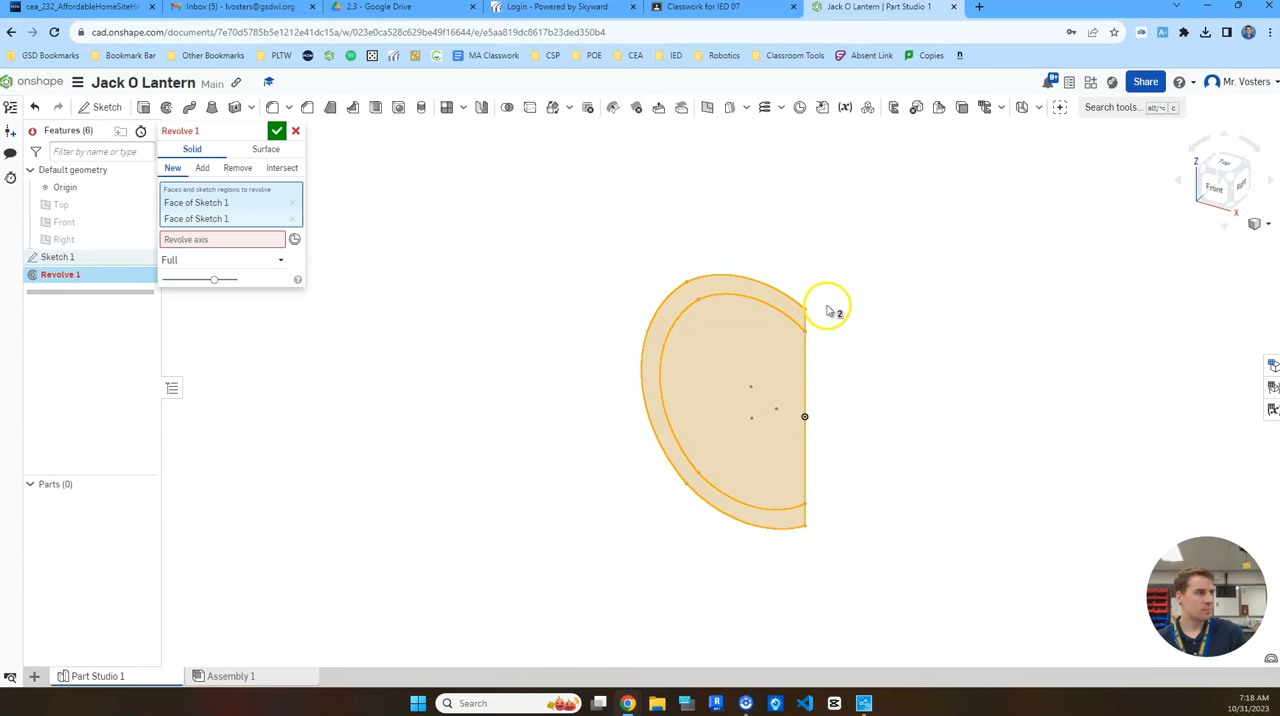 cea_232_AffordableHomeSiteHA
Inbox (6) - lvosters@gsdwi.org
2.3 - Google Drive
Login - Powered by Skyward
Classwork for IED 07
Jack O Lantern | Part Studio 1
cad.onshape.com/documents/7e70d5785b5e1212e41dc15a/w/023e0ca528c629be49f16644/e/e5aa819dc8617b23ded350b4
GSD Bookmarks
Bookmark Bar
Other Bookmarks
PLTW
MA Classwork
CSP
POE
CEA
IED
Robotics
Classroom Tools
Absent Link
Copies
onshape
Jack O Lantern Main
Share
Mr. Vosters
Sketch
Search tools...
alt/⌥ c
Features (6)
Filter by name or type
Default geometry
Origin
Top
Front
Right
Sketch 1
Revolve 1
Parts (0)
Revolve 1
Solid
Surface
New
Add
Remove
Intersect
Faces and sketch regions to revolve
Face of Sketch 1
Face of Sketch 1
Revolve axis
Full
2
Z
Top
Front
Right
X
Part Studio 1
Assembly 1
Search
7:18 AM
10/31/2023